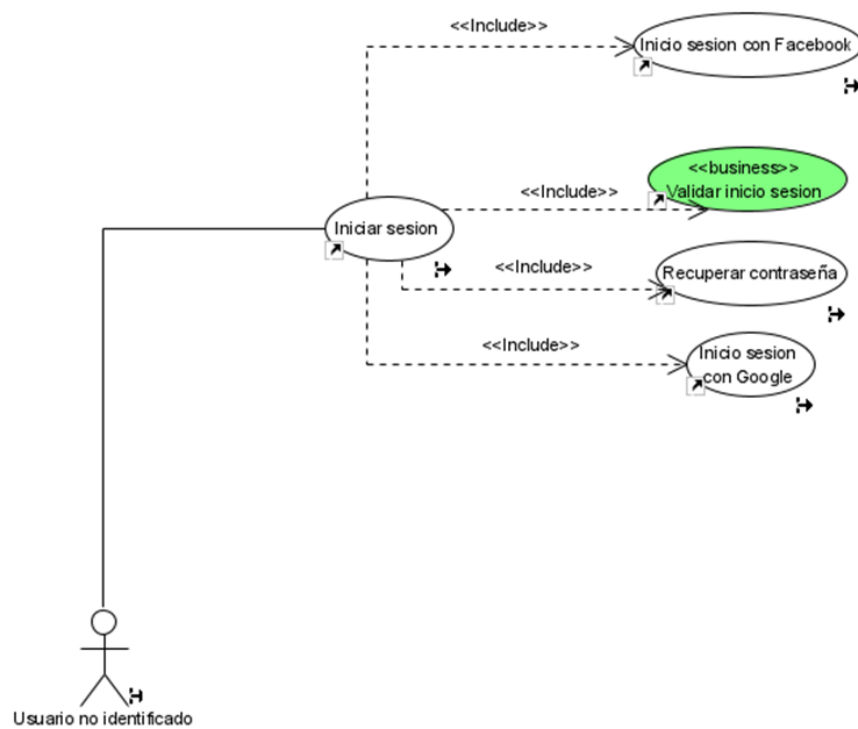 <<Include>>
Inicio sesion con Facebook
<<business>>
Validar inicio sesion
<<Include>>
Iniciar sesion
<<Include>>
Recuperar contraseña
<<Include>>
Inicio sesion
con Google
Usuario no identificado